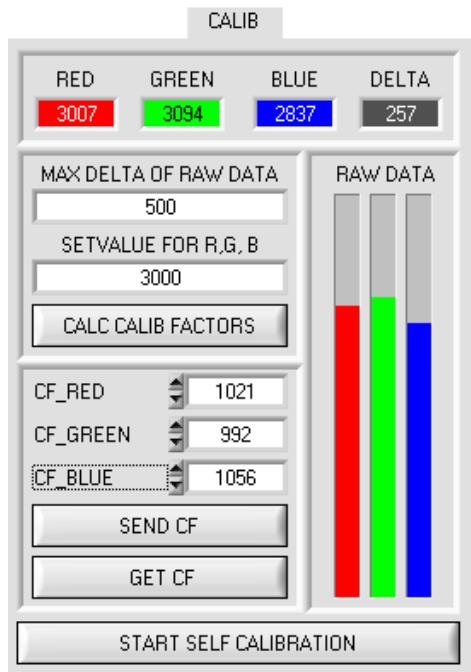 CALIB
RED GREEN BLUE DELTA
3007 3094 2837 257
MAX DELTA OF RAW DATA
500
SETVALUE FOR R,G, B
3000
CALC CALIB FACTORS
RAW DATA
CF_RED 1021
CF_GREEN 992
CF_BLUE 1056
SEND CF
GET CF
START SELF CALIBRATION